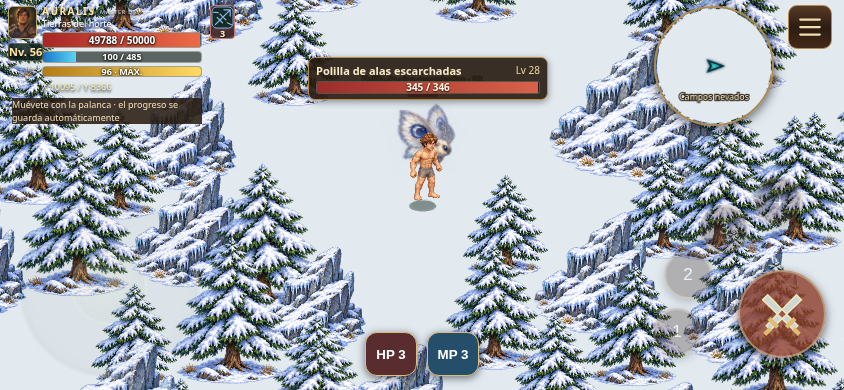 AURALIS
Tierras del norte
49788 / 50000
Nv. 56
100 / 485
96 · MAX.
3
Muévete con la palanca · el progreso se
guarda automáticamente
Polilla de alas escarchadas
Lv 28
345 / 346
Campos nevados
2
1
HP 3
MP 3